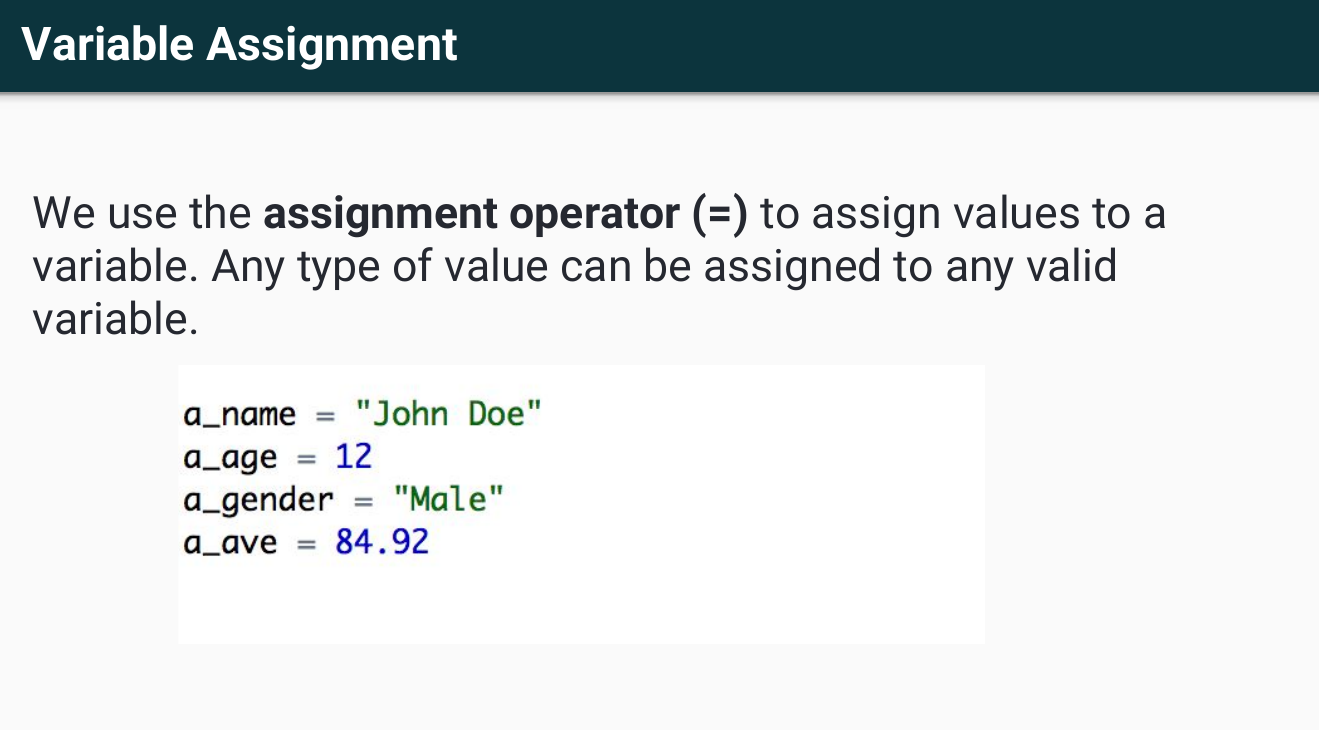 Variable Assignment
We use the assignment operator (=) to assign values to a
variable. Any type of value can be assigned to any valid
variable.
a_name = "John Doe"
a_age = 12
a_gender = "Male"
a_ave = 84.92